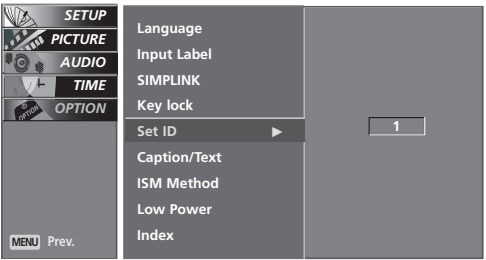 SETUP
PICTURE
AUDIO
TIME
OPTION
MENU Prev.
Language
Input Label
SIMPLINK
Key lock
Set ID ►
Caption/Text
ISM Method
Low Power
Index
1